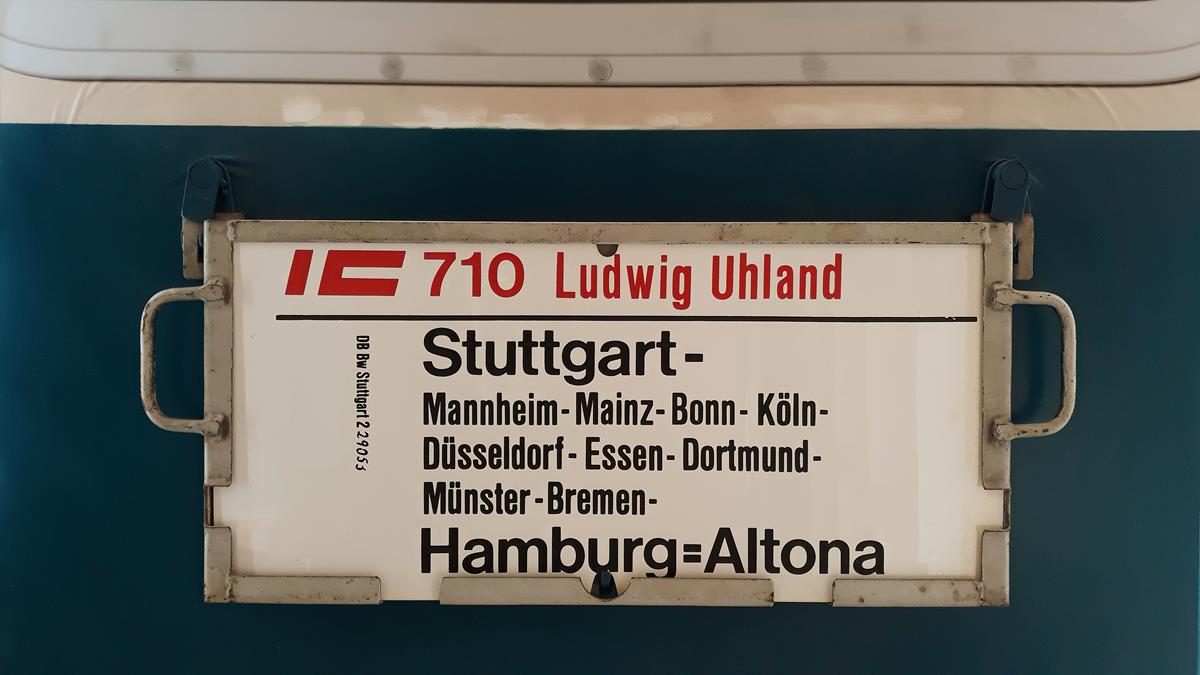 IC 710 Ludwig Uhland
Stuttgart-
Mannheim-Mainz-Bonn-Köln-
Düsseldorf-Essen-Dortmund-
Münster-Bremen-
Hamburg=Altona
DB Bw Stuttgart 2